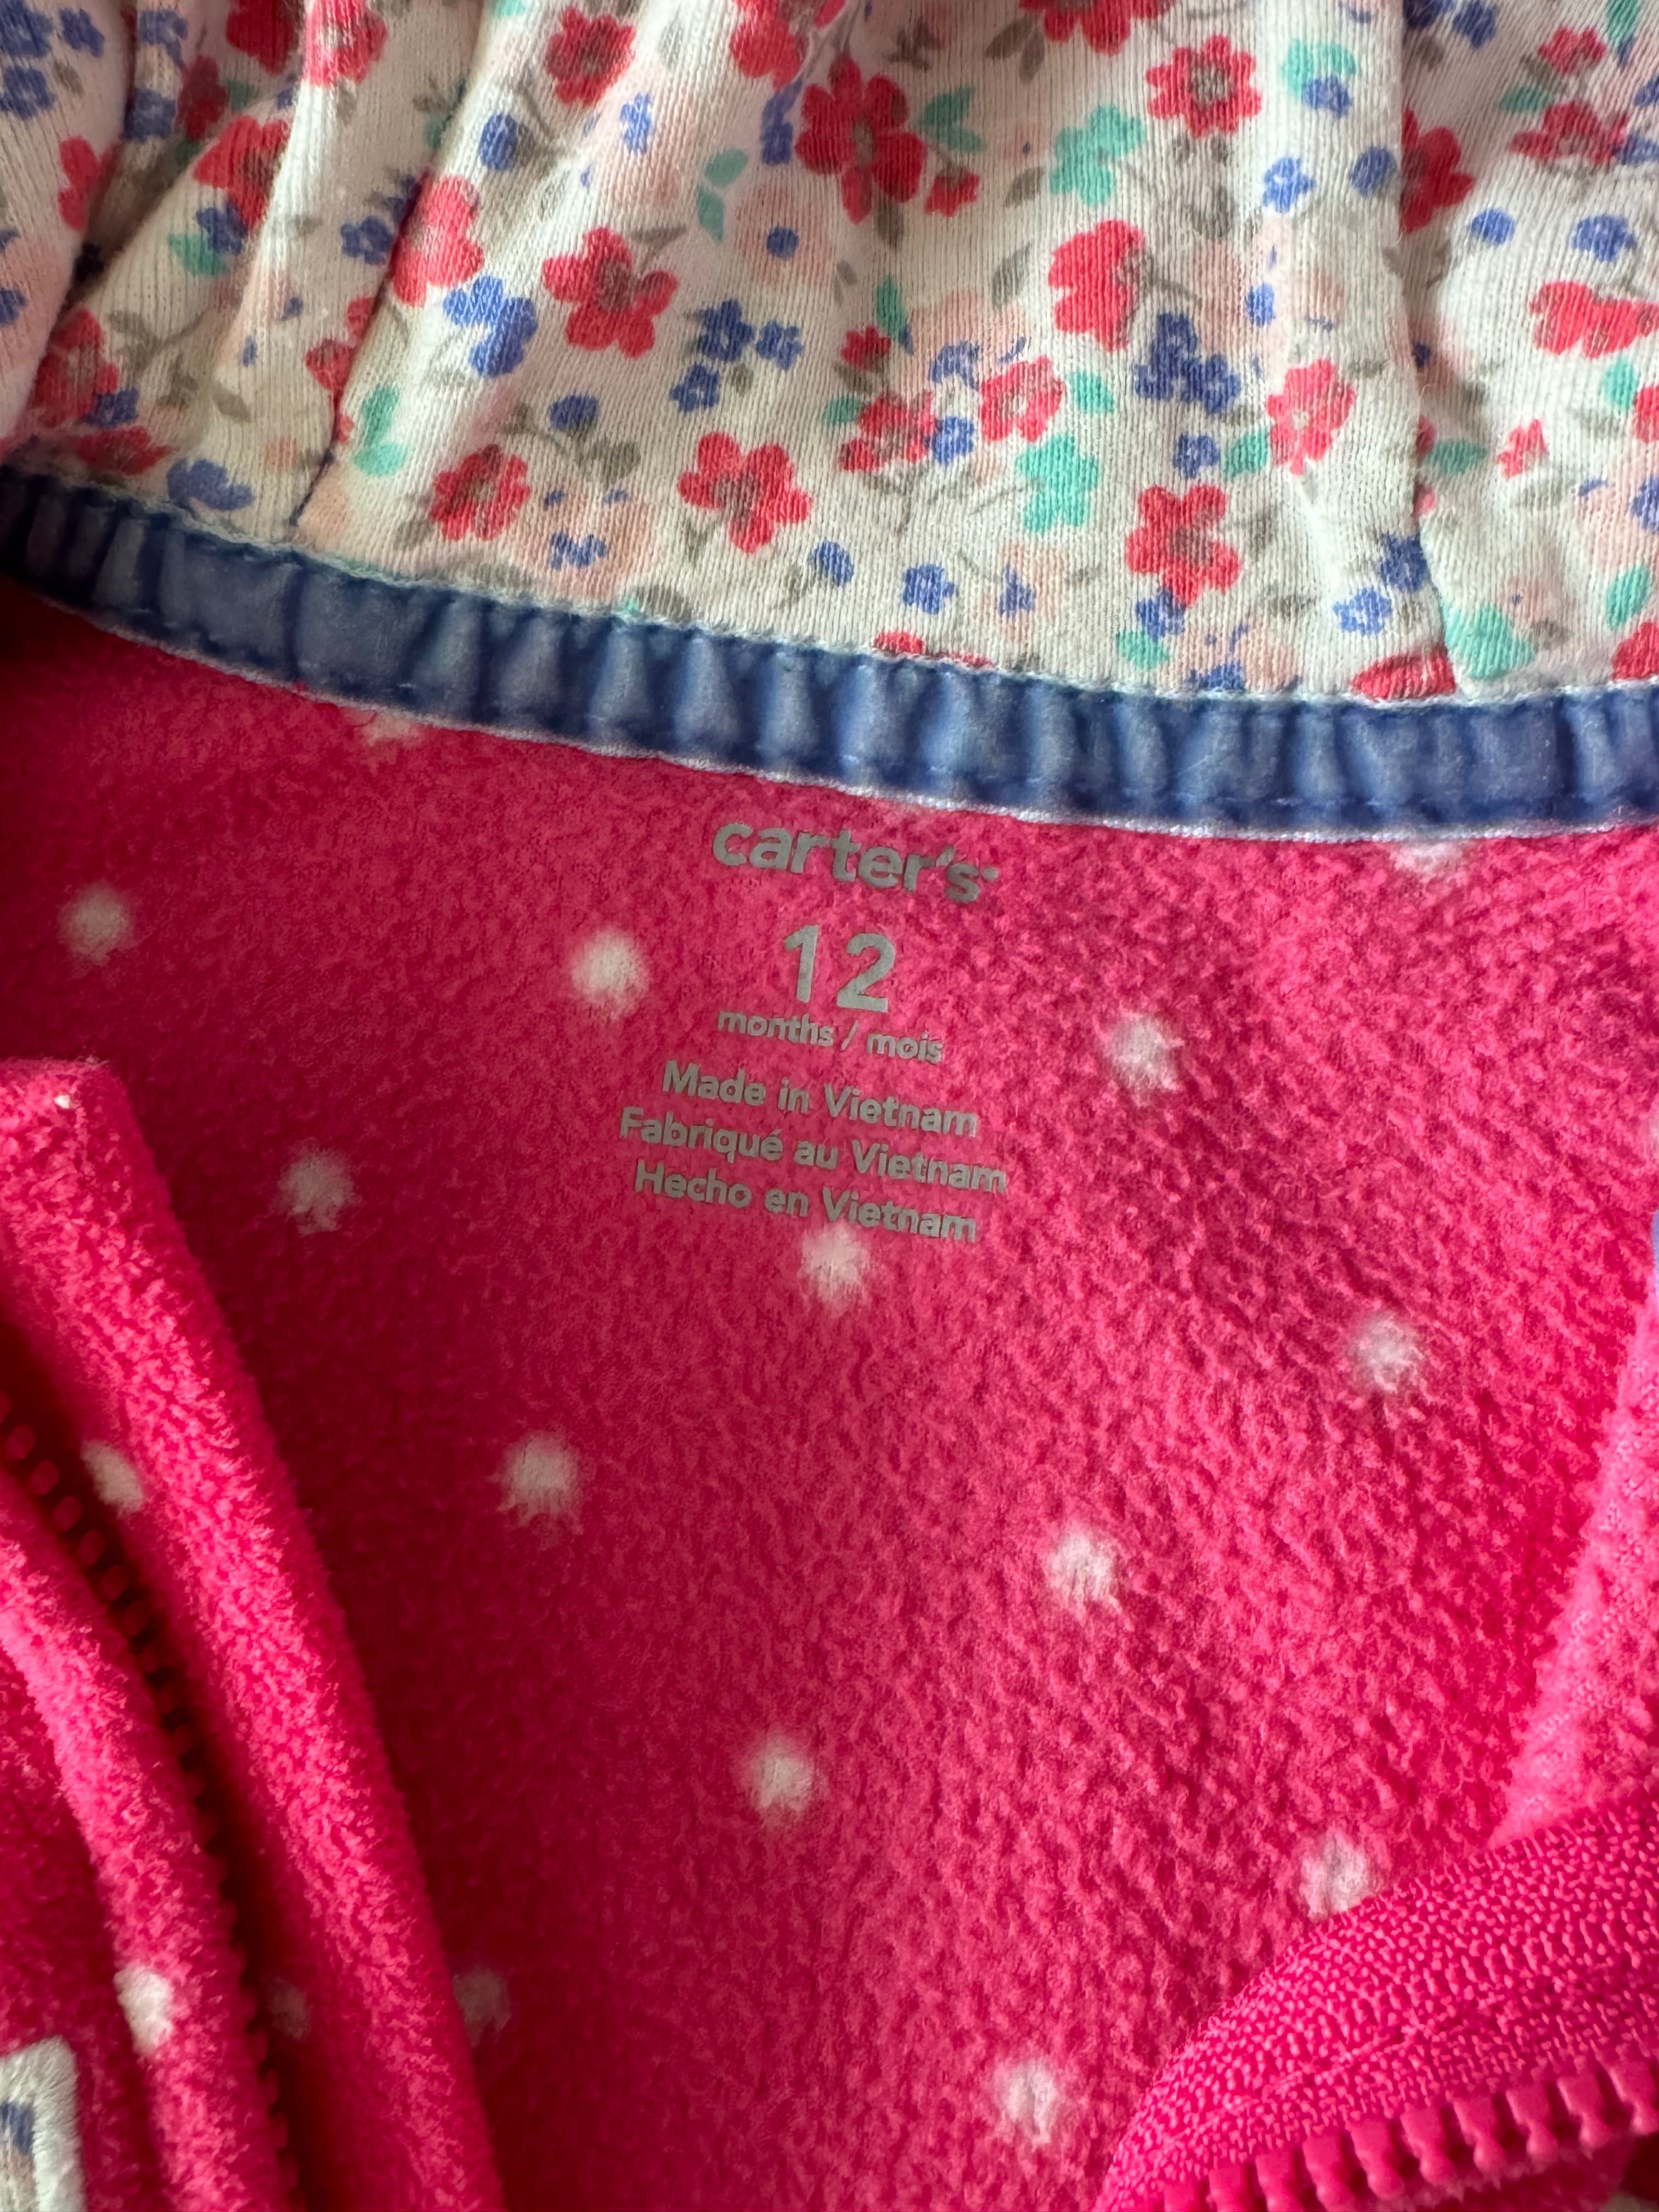 carter's
12
months / mois
Made in Vietnam
Fabriqué au Vietnam
Hecho en Vietnam